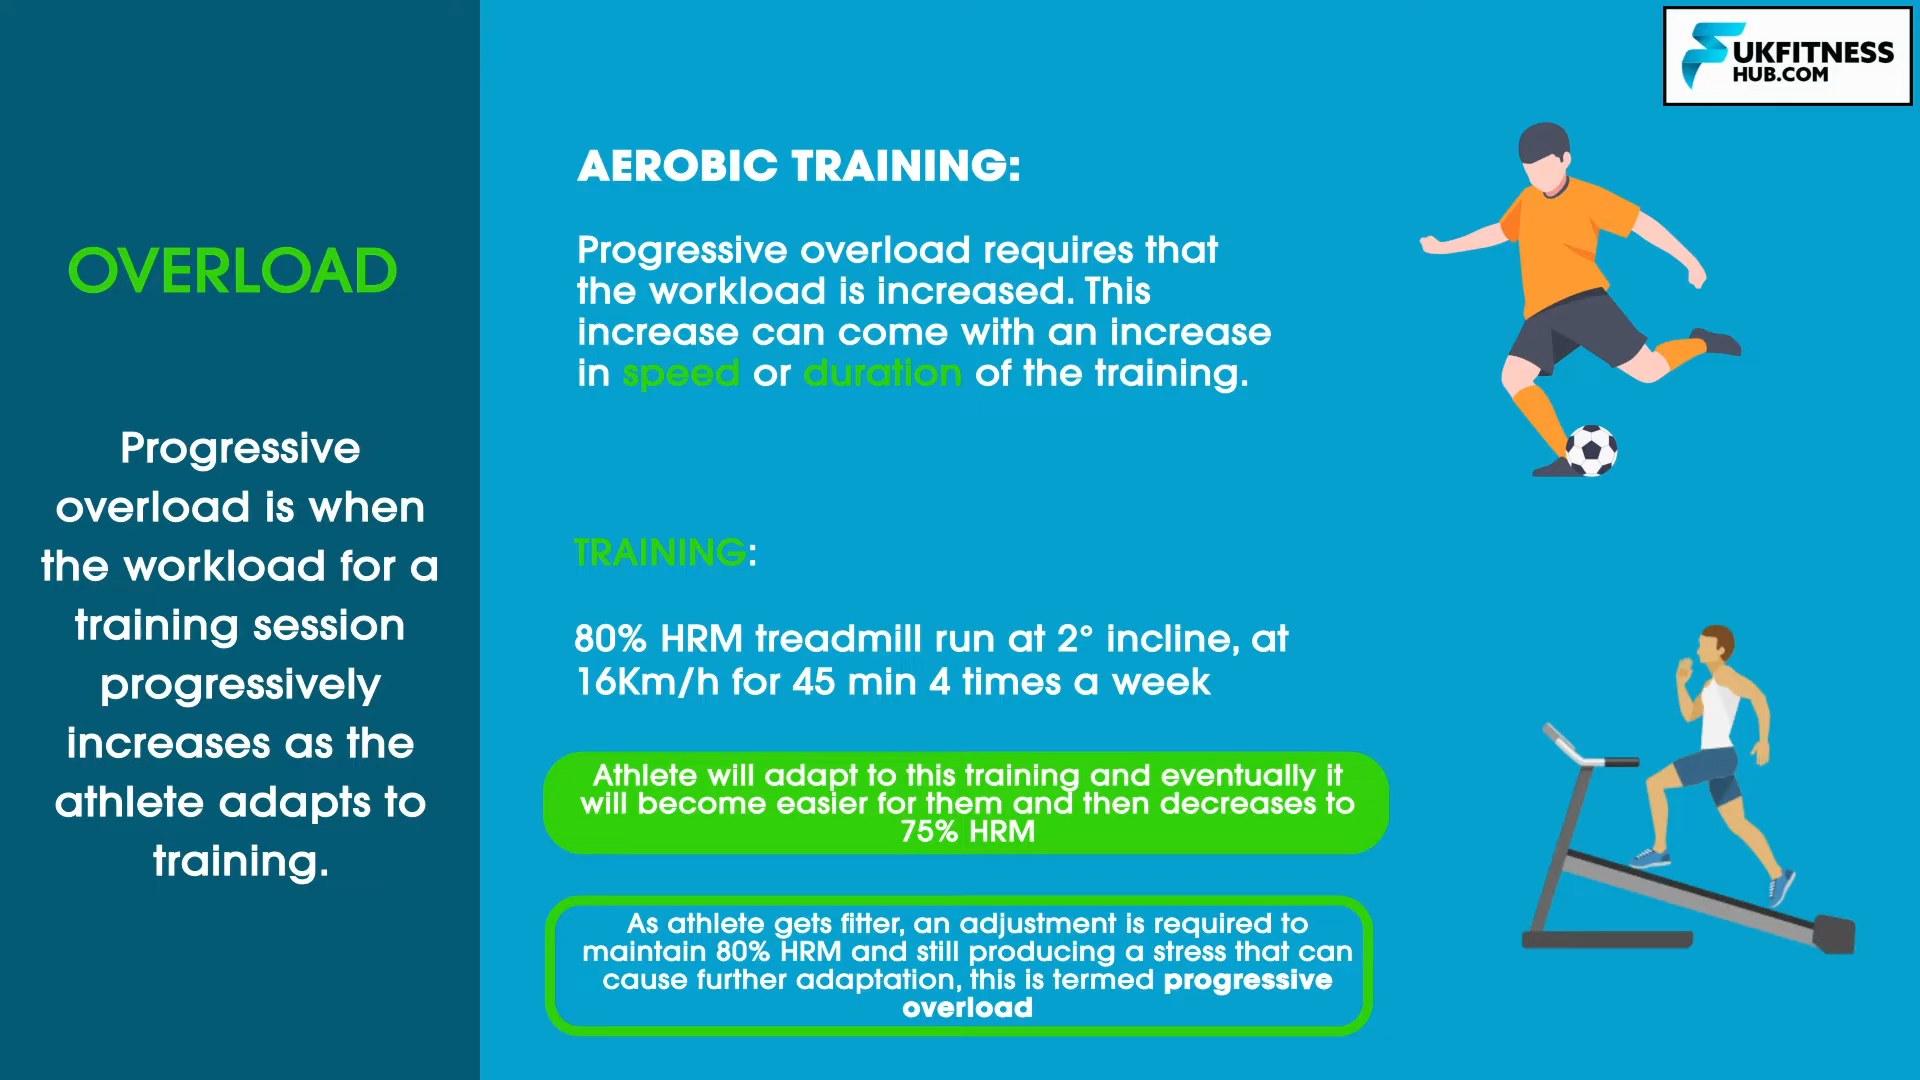 UKFITNESS
HUB.COM
OVERLOAD
Progressive
overload is when
the workload for a
training session
progressively
increases as the
athlete adapts to
training.
AEROBIC TRAINING:
Progressive overload requires that
the workload is increased. This
increase can come with an increase
in speed or duration of the training.
TRAINING:
80% HRM treadmill run at 2° incline, at
16Km/h for 45 min 4 times a week
Athlete will adapt to this training and eventually it
will become easier for them and then decreases to
75% HRM
As athlete gets fitter, an adjustment is required to
maintain 80% HRM and still producing a stress that can
cause further adaptation, this is termed progressive
overload